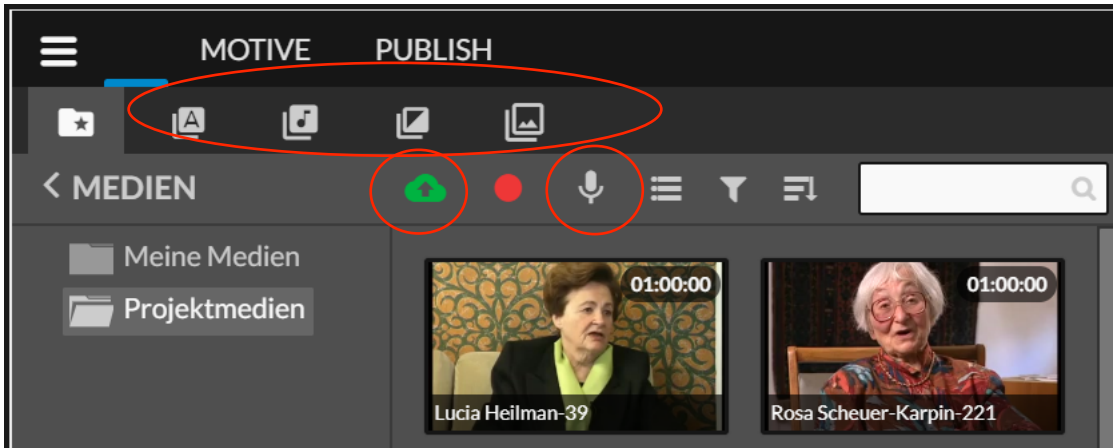 MOTIVE PUBLISH
A
MEDIEN
Meine Medien
Projektmedien
01:00:00 01:00:00
Lucia Heilman-39 Rosa Scheuer-Karpin-221